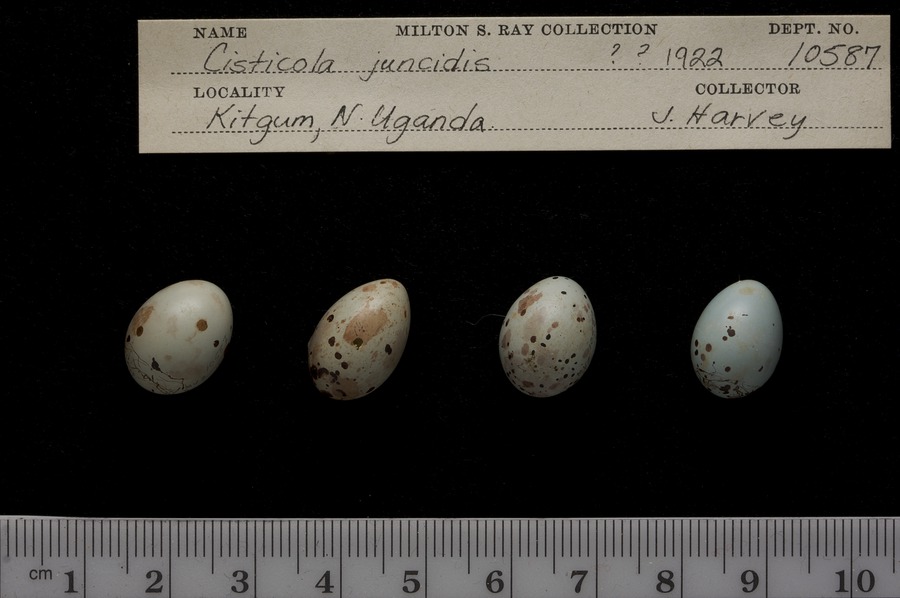 NAME MILTON S. RAY COLLECTION DEPT. NO.
Cisticola juncidis ? ? 1922 10587
LOCALITY COLLECTOR
Kitgum, N. Uganda. J. Harvey
cm 1 2 3 4 5 6 7 8 9 10